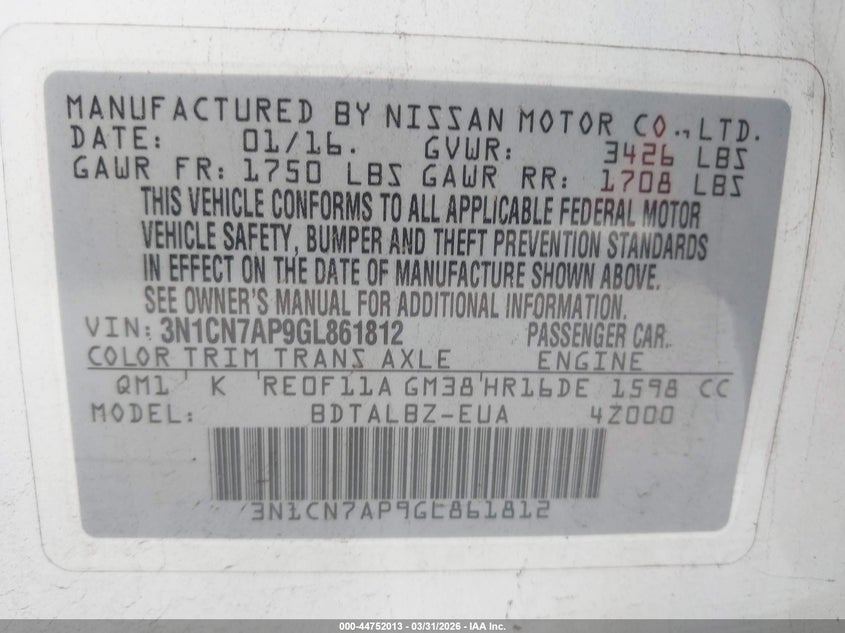 MANUFACTURED BY NISSAN MOTOR CO., LTD.
DATE: 01/16. GVWR: 3426 LBS
GAWR FR: 1750 LBS GAWR RR: 1708 LBS
THIS VEHICLE CONFORMS TO ALL APPLICABLE FEDERAL MOTOR
VEHICLE SAFETY, BUMPER AND THEFT PREVENTION STANDARDS
IN EFFECT ON THE DATE OF MANUFACTURE SHOWN ABOVE.
SEE OWNER'S MANUAL FOR ADDITIONAL INFORMATION.
VIN: 3N1CN7AP9GL861812 PASSENGER CAR.
COLOR TRIM TRANS AXLE ENGINE
QM1 K RE0F11A GM38 HR16DE 1598 CC
MODEL: BDTALBZ-EUA 4Z000
3N1CN7AP9GL861812
000-44752013 - 03/31/2026 - IAA Inc.